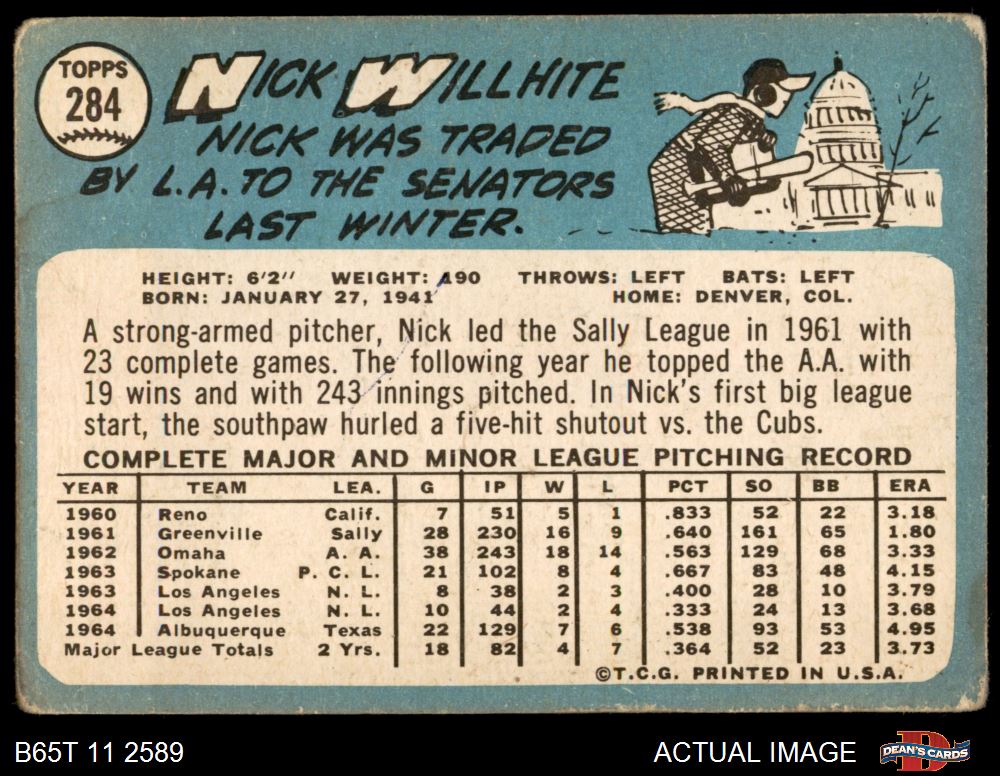 TOPPS
284
NICK WILLHITE
NICK WAS TRADED
BY L.A. TO THE SENATORS
LAST WINTER.
HEIGHT: 6'2" WEIGHT: 190 THROWS: LEFT BATS: LEFT
BORN: JANUARY 27, 1941 HOME: DENVER, COL.
A strong-armed pitcher, Nick led the Sally League in 1961 with
23 complete games. The following year he topped the A.A. with
19 wins and with 243 innings pitched. In Nick's first big league
start, the southpaw hurled a five-hit shutout vs. the Cubs.
COMPLETE MAJOR AND MINOR LEAGUE PITCHING RECORD
YEAR TEAM LEA. G IP W L PCT SO BB ERA
1960 Reno Calif. 7 51 5 1 .833 52 22 3.18
1961 Greenville Sally 28 230 16 9 .640 161 65 1.80
1962 Omaha A. A. 38 243 18 14 .563 129 68 3.33
1963 Spokane P. C. L. 21 102 8 4 .667 83 48 4.15
1963 Los Angeles N. L. 8 38 2 3 .400 28 10 3.79
1964 Los Angeles N. L. 10 44 2 4 .333 24 13 3.68
1964 Albuquerque Texas 22 129 7 6 .538 93 53 4.95
Major League Totals 2 Yrs. 18 82 4 7 .364 52 23 3.73
©T.C.G. PRINTED IN U.S.A.
B65T 11 2589
ACTUAL IMAGE
D
DEAN'S CARDS